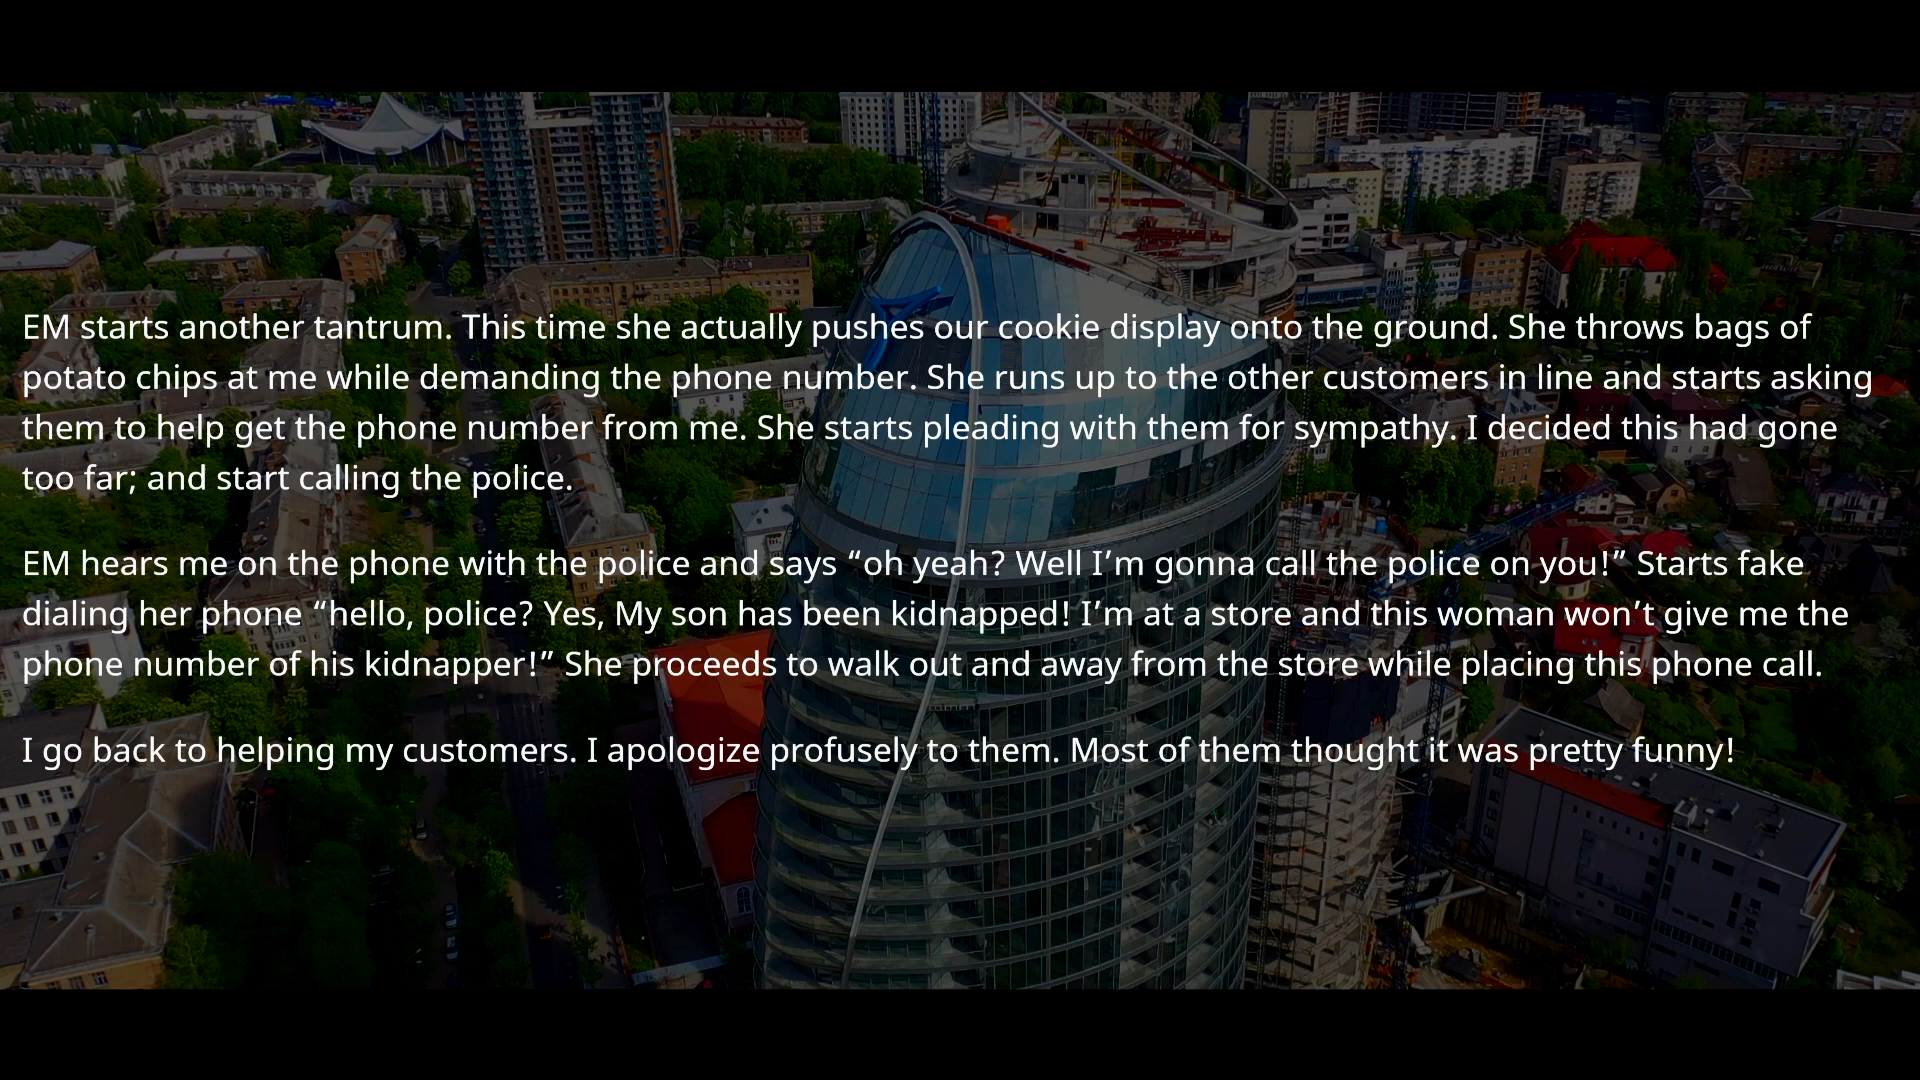 EM starts another tantrum. This time she actually pushes our cookie display onto the ground. She throws bags of
potato chips at me while demanding the phone number. She runs up to the other customers in line and starts asking
them to help get the phone number from me. She starts pleading with them for sympathy. I decided this had gone
too far; and start calling the police.
EM hears me on the phone with the police and says “oh yeah? Well I’m gonna call the police on you!” Starts fake
dialing her phone “hello, police? Yes, My son has been kidnapped! I’m at a store and this woman won’t give me the
phone number of his kidnapper!” She proceeds to walk out and away from the store while placing this phone call.
I go back to helping my customers. I apologize profusely to them. Most of them thought it was pretty funny!